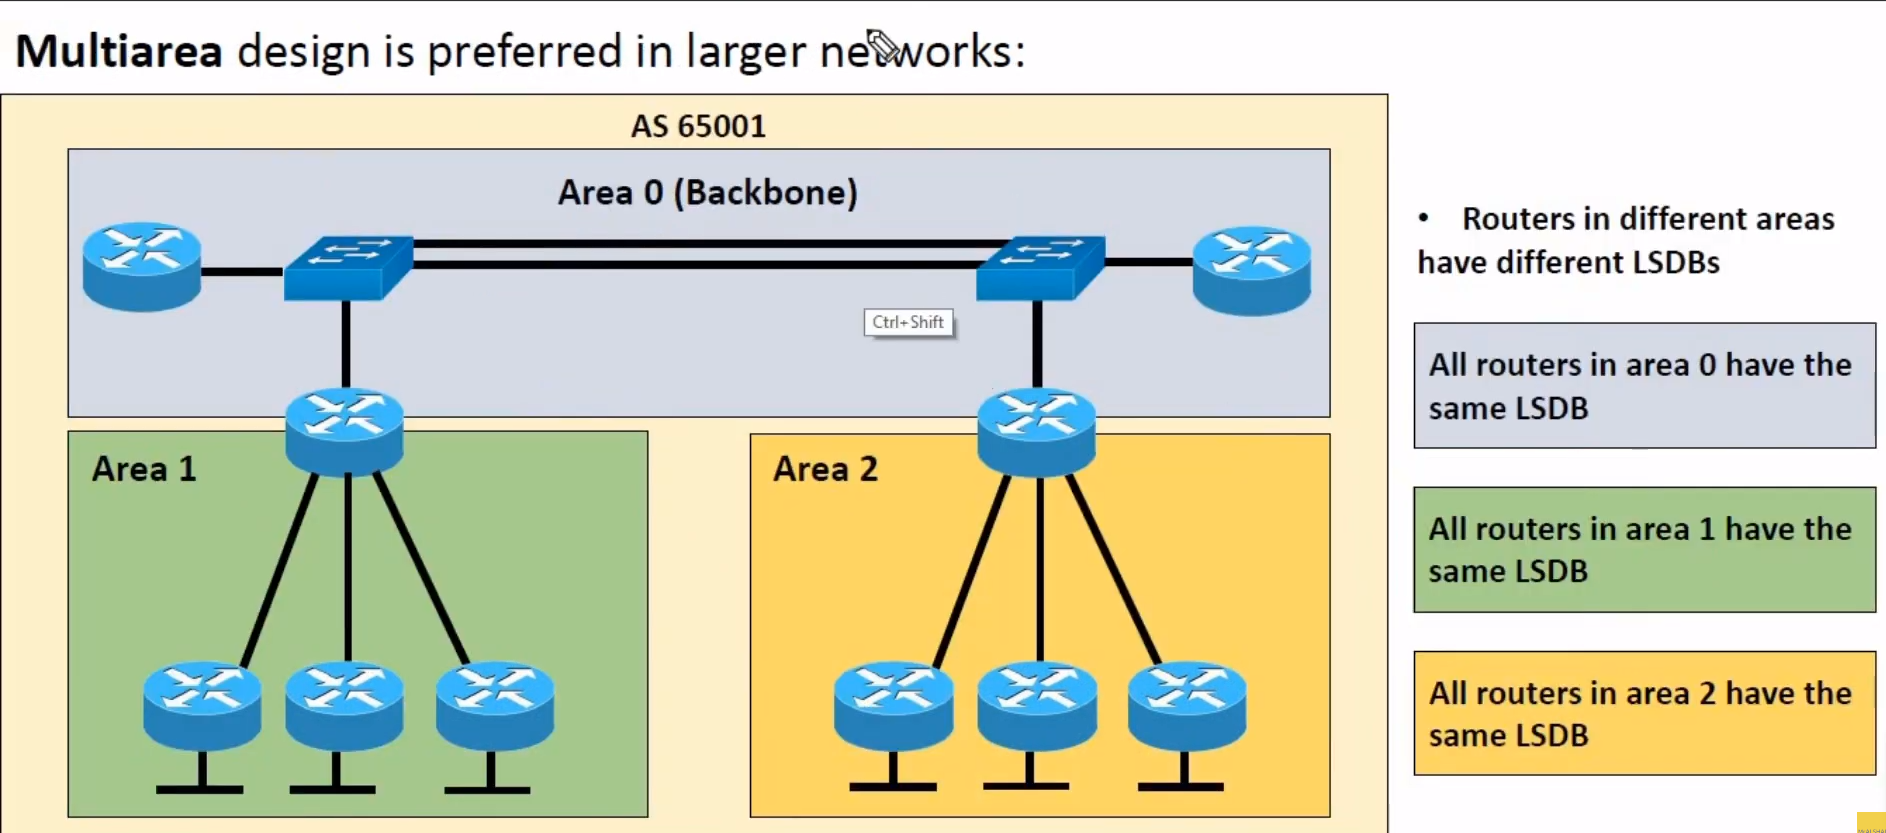 Multiarea design is preferred in larger networks:
AS 65001
Area 0 (Backbone)
Ctrl+Shift
Area 1
Area 2
• Routers in different areas
have different LSDBs
All routers in area 0 have the
same LSDB
All routers in area 1 have the
same LSDB
All routers in area 2 have the
same LSDB